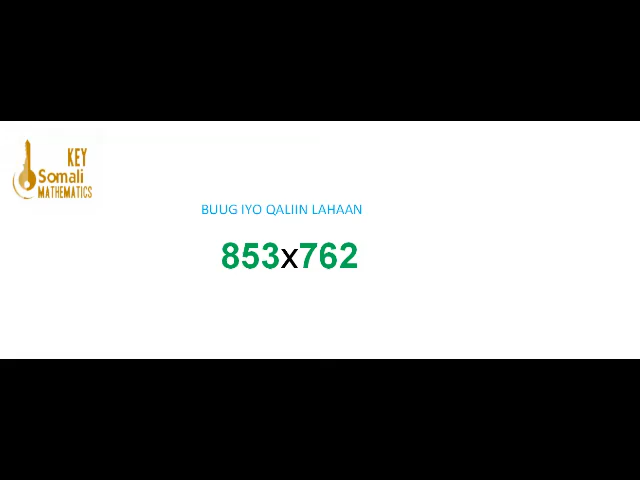 KEY
Somali
MATHEMATICS
BUUG IYO QALIIN LAHAAN
853x762